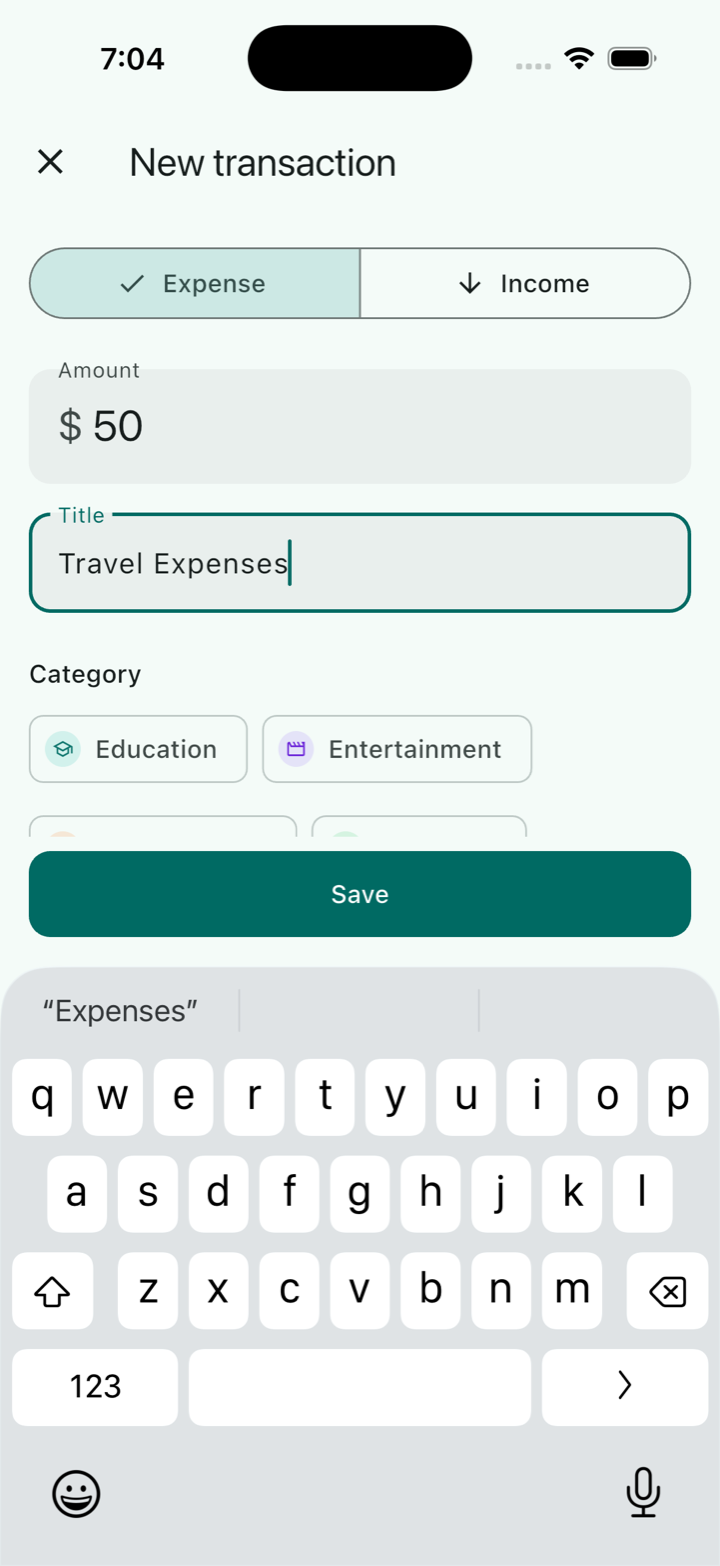 7:04
New transaction
Expense
Income
Amount
$ 50
Title
Travel Expenses
Category
Education
Entertainment
Save
“Expenses”
q w e r t y u i o p
a s d f g h j k l
z x c v b n m
123